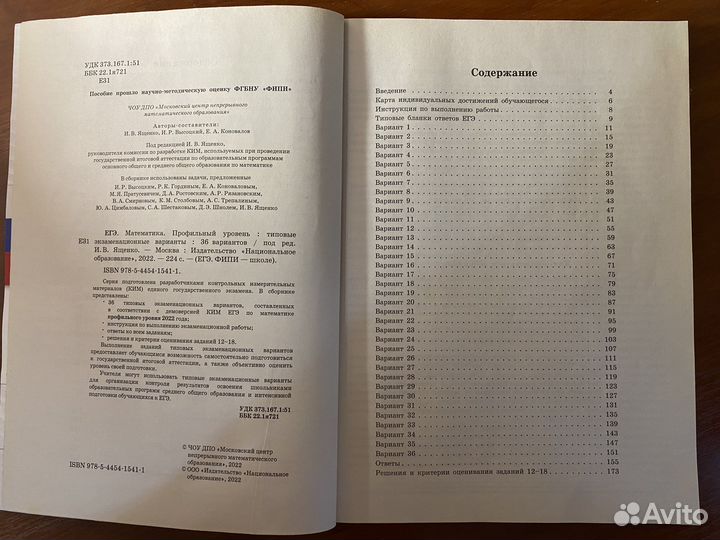 УДК 373.167.1:51
ББК 22.1я721
Е31
Пособие прошло научно-методическую оценку ФГБНУ «ФИПИ»
ЧОУ ДПО «Московский центр непрерывного
математического образования»
Авторы-составители:
И. В. Ященко, И. Р. Высоцкий, Е. А. Коновалов
Под редакцией И. В. Ященко,
руководителя комиссии по разработке КИМ, используемых при проведении
государственной итоговой аттестации по образовательным программам
основного общего и среднего общего образования по математике
В сборнике использованы задачи, предложенные
И. Р. Высоцким, Р. К. Гординым, Е. А. Коноваловым,
М.Я. Пратусевичем, Д.А. Ростовским, А.Р. Рязановским,
В.А. Смирновым, К.М. Столбовым, А.С. Трепалиным,
Ю. А. Цимбаловым, С.А. Шестаковым, Д.Э. Шнолем, И.В. Ященко
ЕГЭ. Математика. Профильный уровень : типовые
Е31 экзаменационные варианты : 36 вариантов / под ред.
И. В. Ященко. — Москва : Издательство «Национальное
образование», 2022. — 224 с. — (ЕГЭ. ФИПИ — школе).
ISBN 978-5-4454-1541-1.
Серия подготовлена разработчиками контрольных измерительных
материалов (КИМ) единого государственного экзамена. В сборнике
представлены:
• 36 типовых экзаменационных вариантов, составленных
в соответствии с демоверсией КИМ ЕГЭ по математике
профильного уровня 2022 года;
• инструкция по выполнению экзаменационной работы;
• ответы ко всем заданиям;
• решения и критерии оценивания заданий 12–18.
Выполнение заданий типовых экзаменационных вариантов
предоставляет обучающимся возможность самостоятельно подготовиться
к государственной итоговой аттестации, а также объективно оценить
уровень своей подготовки.
Учителя могут использовать типовые экзаменационные варианты
для организации контроля результатов освоения школьниками
образовательных программ среднего общего образования и интенсивной
подготовки обучающихся к ЕГЭ.
УДК 373.167.1:51
ББК 22.1я721
© ЧОУ ДПО «Московский центр
непрерывного математического
образования», 2022
ISBN 978-5-4454-1541-1 © ООО «Издательство «Национальное
образование», 2022
Содержание
Введение . . . 4
Карта индивидуальных достижений обучающегося . . . 6
Инструкция по выполнению работы . . . 8
Типовые бланки ответов ЕГЭ . . . 9
Вариант 1 . . . 11
Вариант 2 . . . 15
Вариант 3 . . . 19
Вариант 4 . . . 23
Вариант 5 . . . 27
Вариант 6 . . . 31
Вариант 7 . . . 35
Вариант 8 . . . 39
Вариант 9 . . . 43
Вариант 10 . . . 47
Вариант 11 . . . 51
Вариант 12 . . . 55
Вариант 13 . . . 59
Вариант 14 . . . 63
Вариант 15 . . . 67
Вариант 16 . . . 71
Вариант 17 . . . 75
Вариант 18 . . . 79
Вариант 19 . . . 83
Вариант 20 . . . 87
Вариант 21 . . . 91
Вариант 22 . . . 95
Вариант 23 . . . 99
Вариант 24 . . . 103
Вариант 25 . . . 107
Вариант 26 . . . 111
Вариант 27 . . . 115
Вариант 28 . . . 119
Вариант 29 . . . 123
Вариант 30 . . . 127
Вариант 31 . . . 131
Вариант 32 . . . 135
Вариант 33 . . . 139
Вариант 34 . . . 143
Вариант 35 . . . 147
Вариант 36 . . . 151
Ответы . . . 155
Решения и критерии оценивания заданий 12–18 . . . 173
Avito